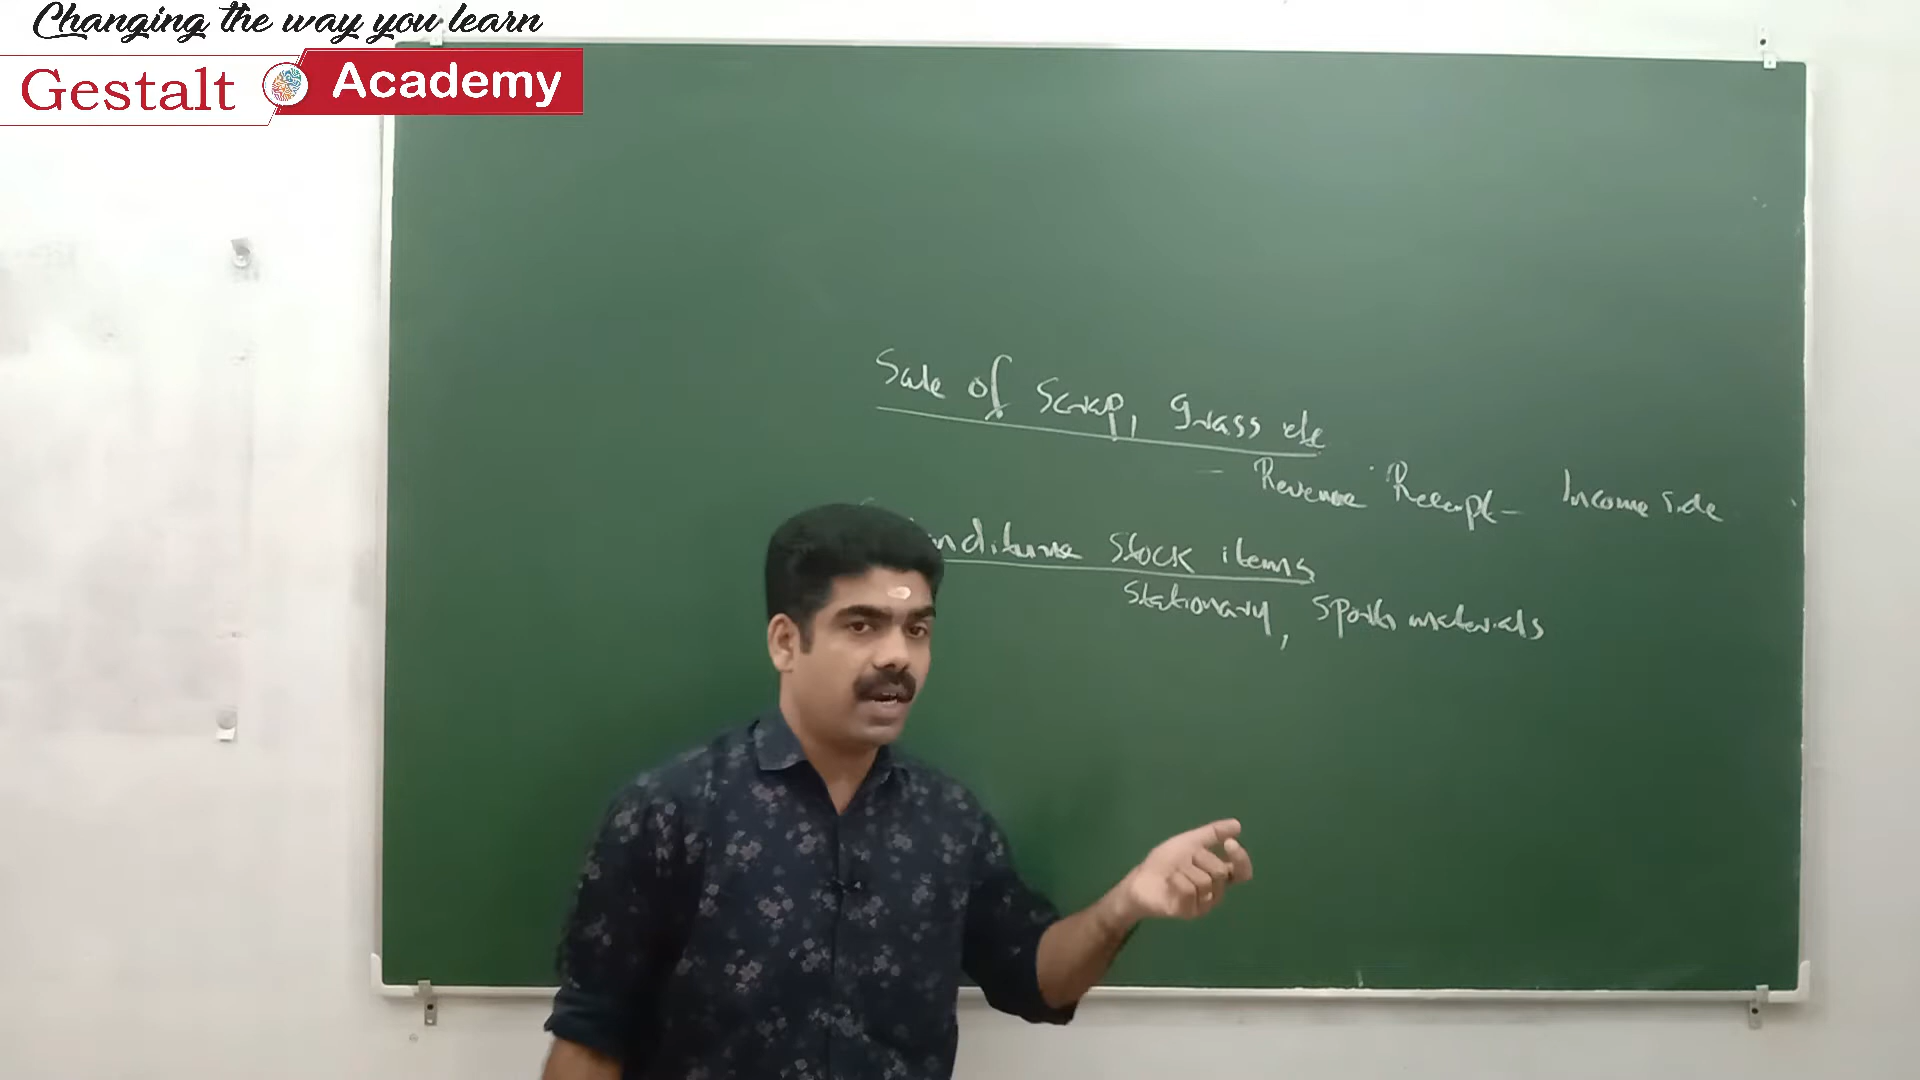 Changing the way you learn
Gestalt Academy
Sale of Scrap, grass etc
- Revenue Receipt - Income side
nditure stock items
Stationary, Sports materials